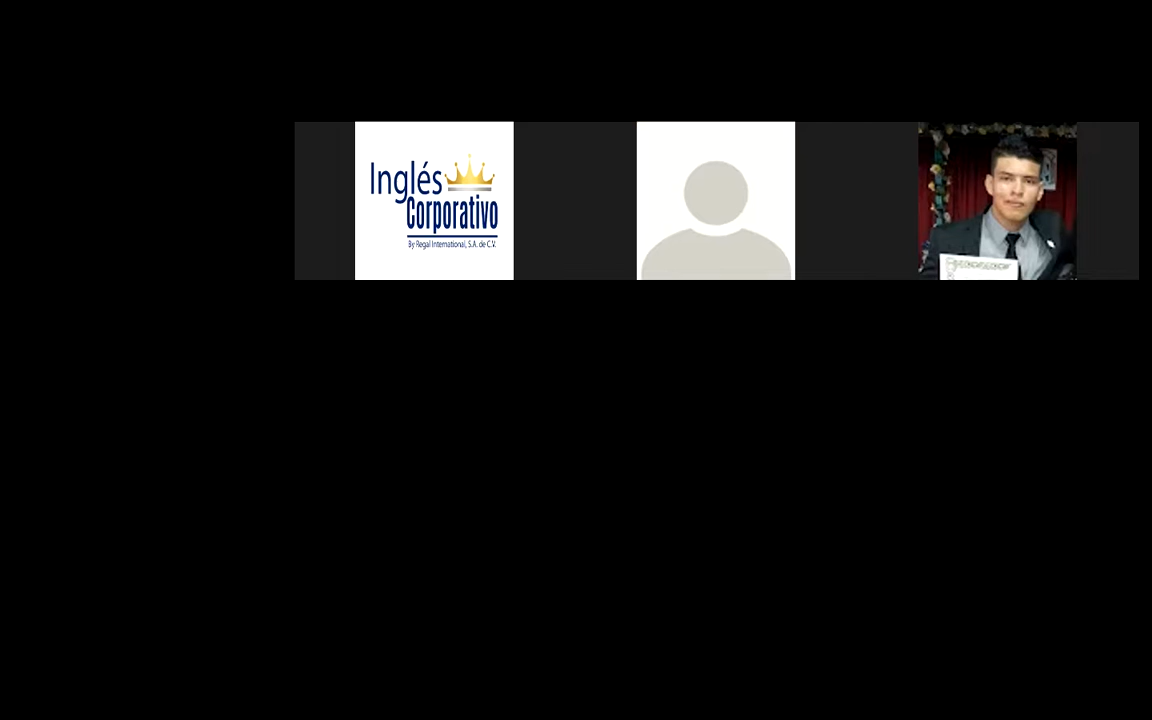 Inglés
Corporativo
By Regal International, S.A. de C.V.